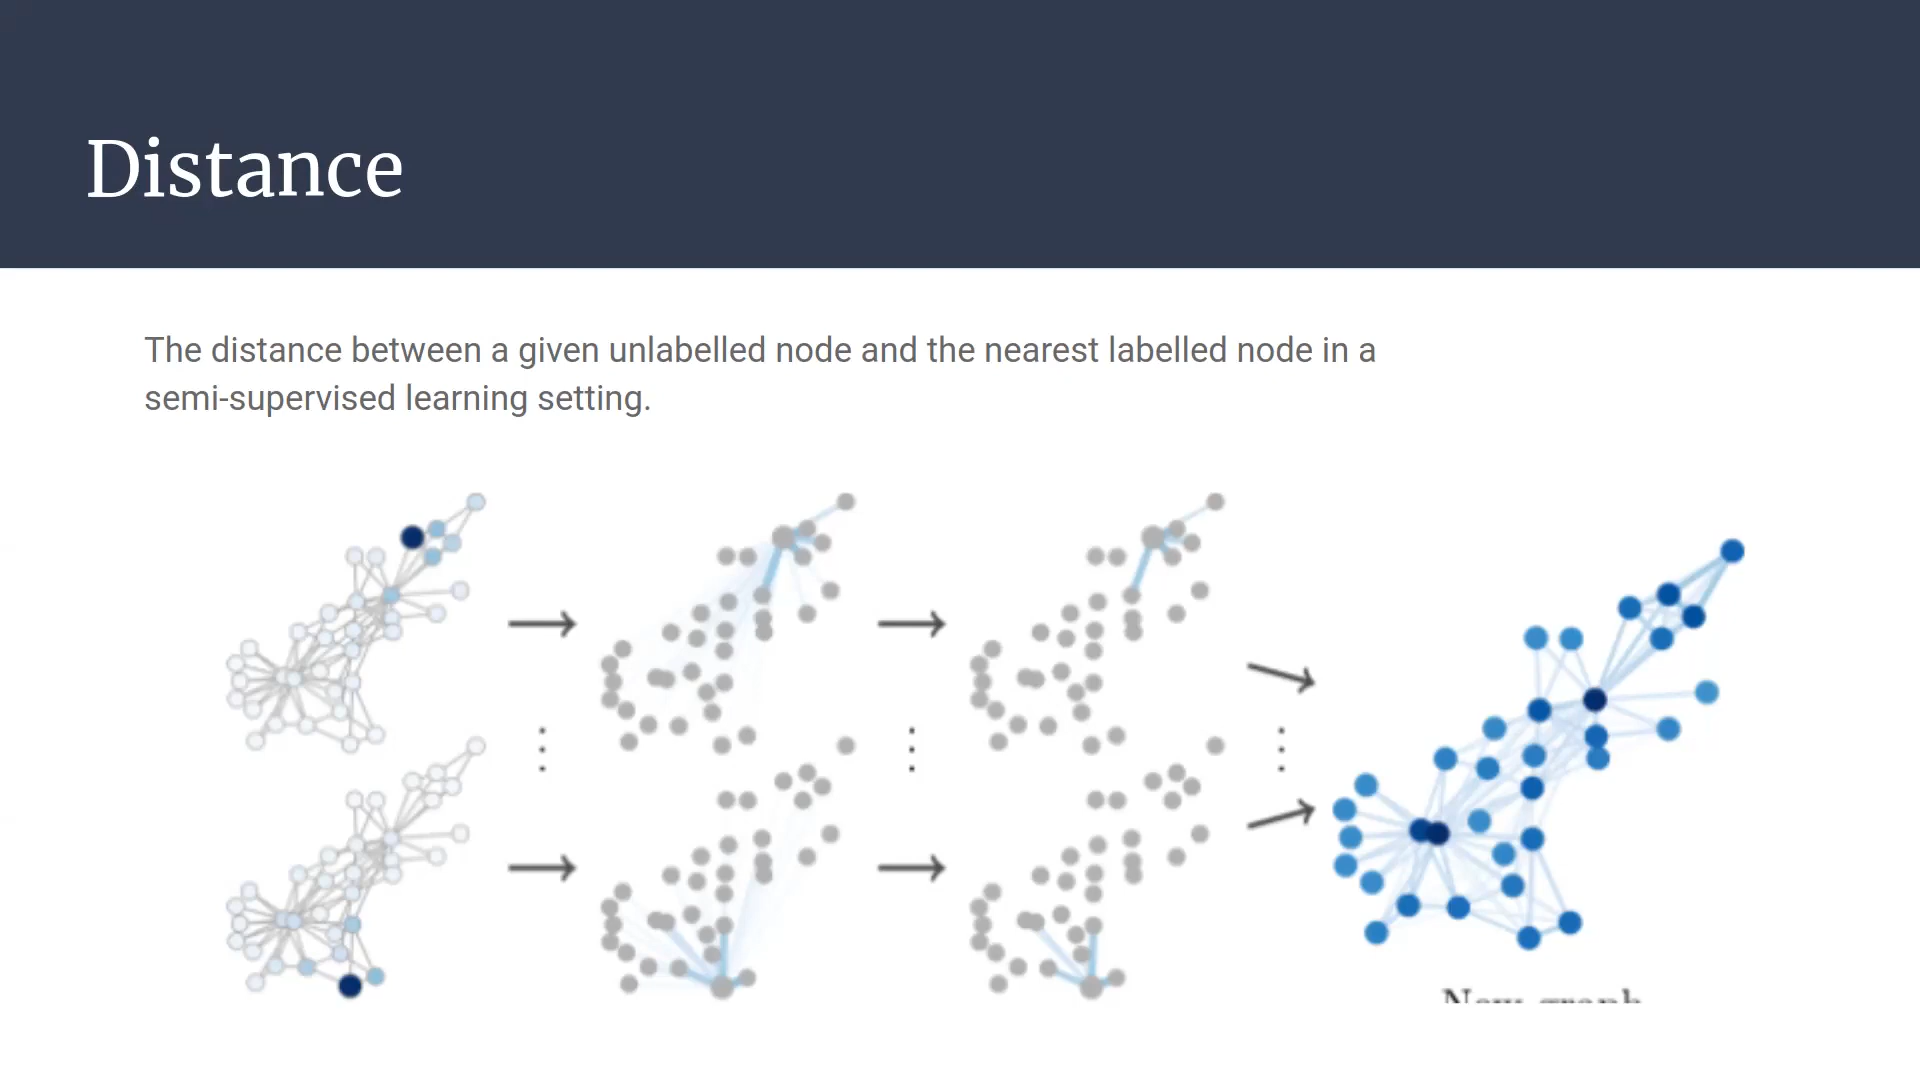 Distance
The distance between a given unlabelled node and the nearest labelled node in a
semi-supervised learning setting.
New graph